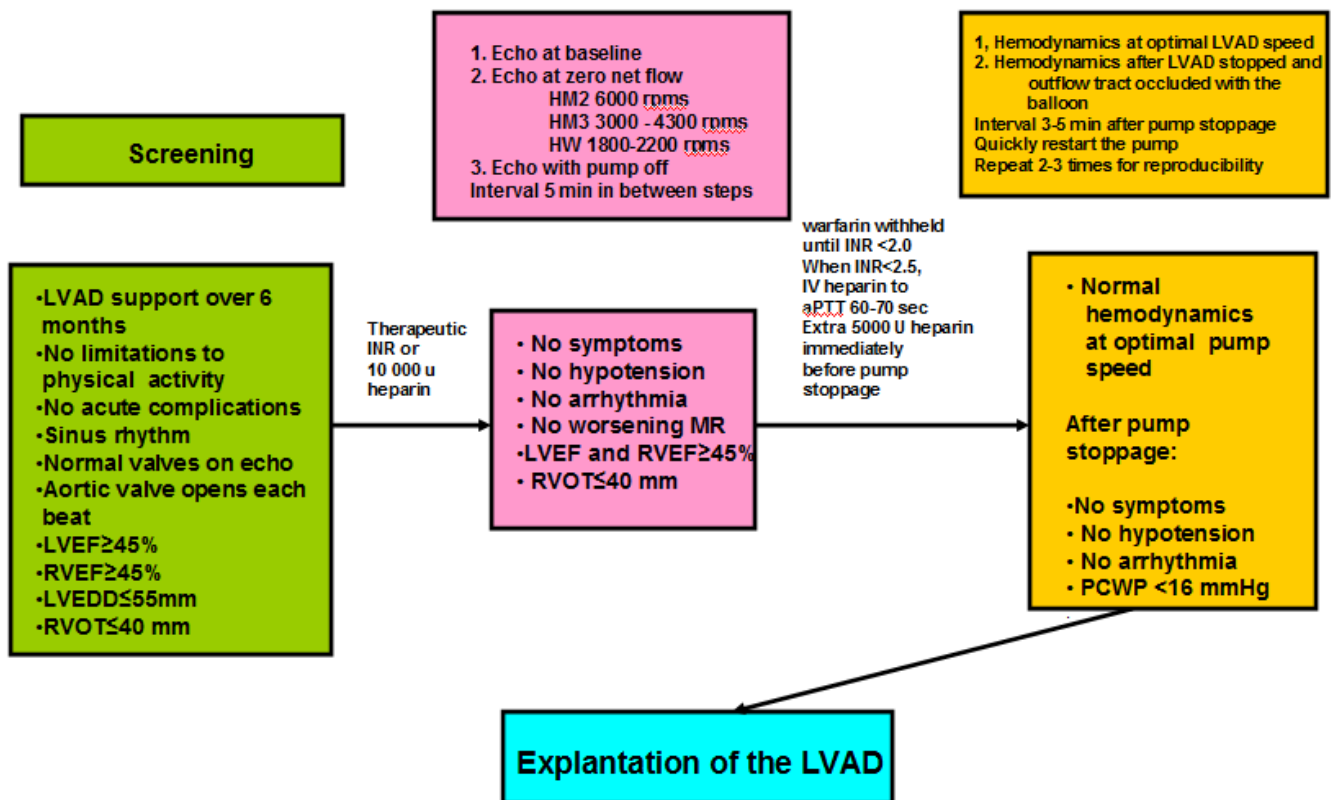 Screening
•LVAD support over 6
months
•No limitations to
physical activity
•No acute complications
•Sinus rhythm
•Normal valves on echo
•Aortic valve opens each
beat
•LVEF≥45%
•RVEF≥45%
•LVEDD≤55mm
•RVOT≤40 mm
Therapeutic
INR or
10 000 u
heparin
1. Echo at baseline
2. Echo at zero net flow
HM2 6000 rpms
HM3 3000 - 4300 rpms
HW 1800-2200 rpms
3. Echo with pump off
Interval 5 min in between steps
• No symptoms
• No hypotension
• No arrhythmia
• No worsening MR
•LVEF and RVEF≥45%
• RVOT≤40 mm
warfarin withheld
until INR <2.0
When INR<2.5,
IV heparin to
aPTT 60-70 sec
Extra 5000 U heparin
immediately
before pump
stoppage
1, Hemodynamics at optimal LVAD speed
2. Hemodynamics after LVAD stopped and
outflow tract occluded with the
balloon
Interval 3-5 min after pump stoppage
Quickly restart the pump
Repeat 2-3 times for reproducibility
• Normal
hemodynamics
at optimal pump
speed
After pump
stoppage:
•No symptoms
• No hypotension
• No arrhythmia
• PCWP <16 mmHg
Explantation of the LVAD